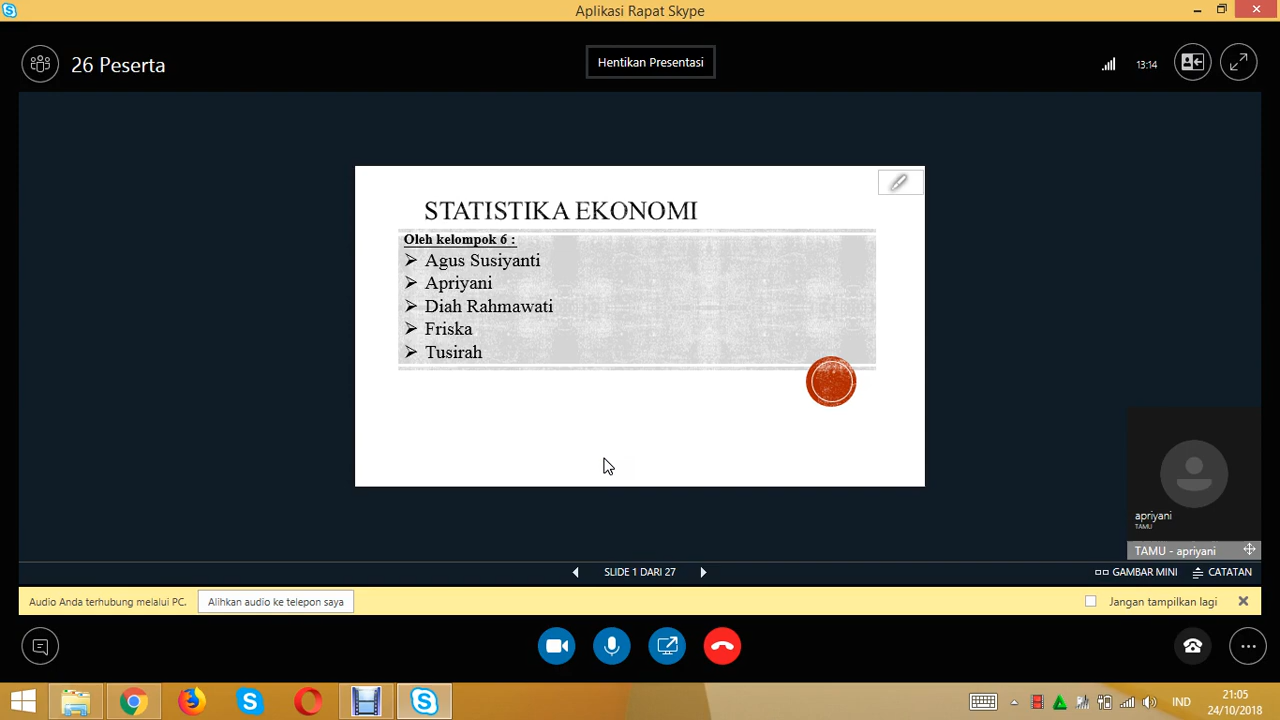 Aplikasi Rapat Skype
26 Peserta
Hentikan Presentasi
13:14
STATISTIKA EKONOMI
Oleh kelompok 6 :
➢ Agus Susiyanti
➢ Apriyani
➢ Diah Rahmawati
➢ Friska
➢ Tusirah
apriyani
TAMU
TAMU - apriyani
SLIDE 1 DARI 27
GAMBAR MINI
CATATAN
Audio Anda terhubung melalui PC.
Alihkan audio ke telepon saya
Jangan tampilkan lagi
IND
21:05
24/10/2018